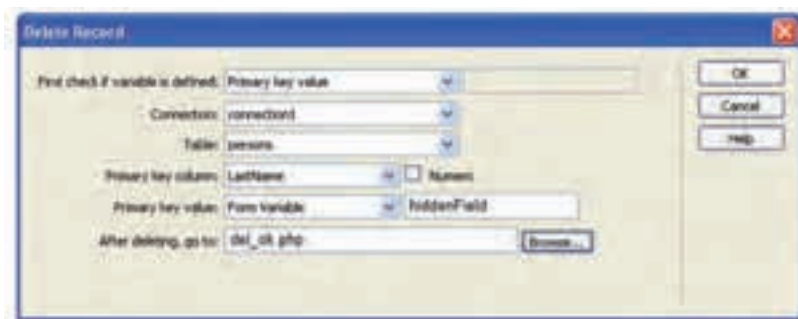 Delete Record
First check if variable is defined: Primary key value
OK
Connection: connection1
Cancel
Table: persons
Help
Primary key column: LastName Numeric
Primary key value: Form Variable hiddenField
After deleting, go to: del_ok.php Browse...